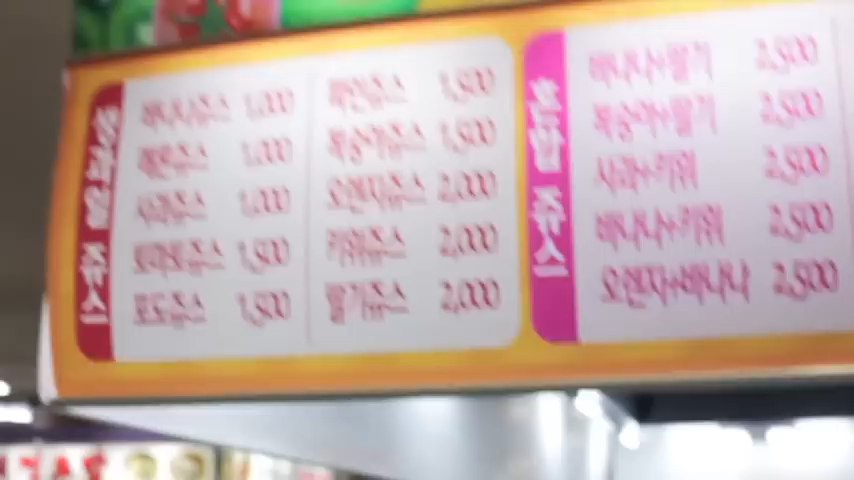 생과일 쥬스
바나나쥬스 1,000
레몬쥬스 1,000
사과쥬스 1,000
토마토쥬스 1,500
포도쥬스 1,500
파인쥬스 1,500
복숭아쥬스 1,500
오렌지쥬스 2,000
키위쥬스 2,000
딸기쥬스 2,000
혼합 쥬스
바나나+딸기 2,500
복숭아+딸기 2,500
사과+키위 2,500
바나나+키위 2,500
오렌지+바나나 2,500